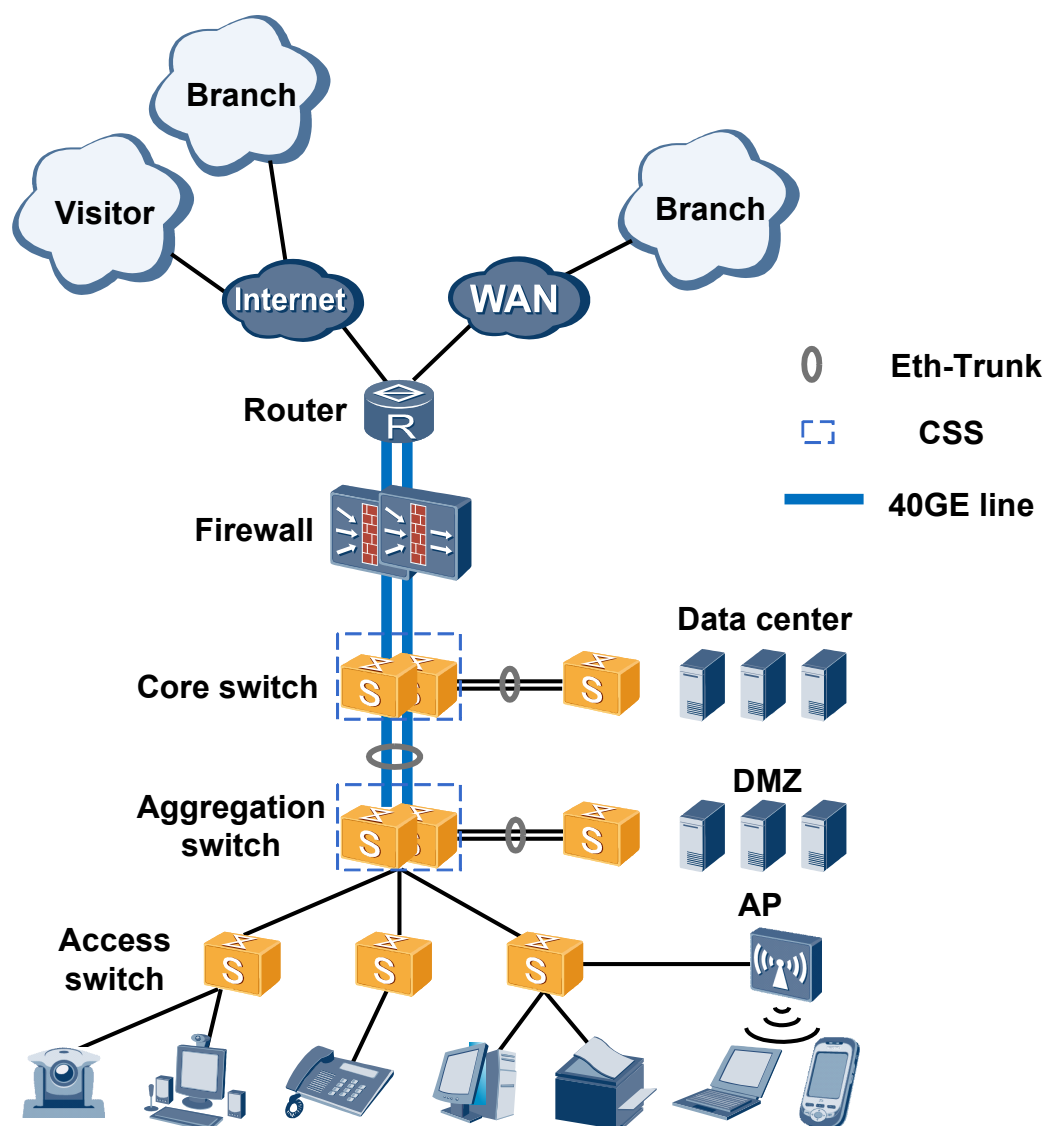 Branch
Visitor
Branch
Internet
WAN
Eth-Trunk
Router
R
CSS
40GE line
Firewall
Data center
Core switch
S
S
S
DMZ
Aggregation
switch
S
S
S
AP
Access
switch
S
S
S